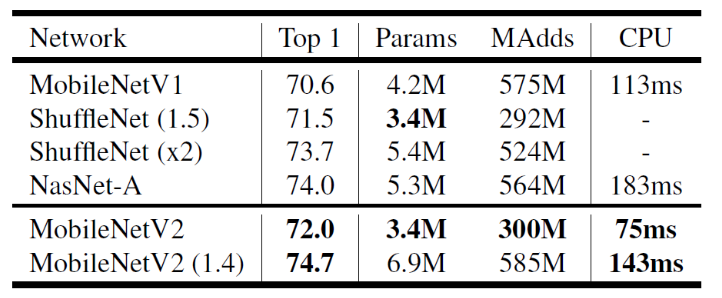 Network Top 1 Params MAdds CPU
MobileNetV1 70.6 4.2M 575M 113ms
ShuffleNet (1.5) 71.5 3.4M 292M -
ShuffleNet (x2) 73.7 5.4M 524M -
NasNet-A 74.0 5.3M 564M 183ms
MobileNetV2 72.0 3.4M 300M 75ms
MobileNetV2 (1.4) 74.7 6.9M 585M 143ms